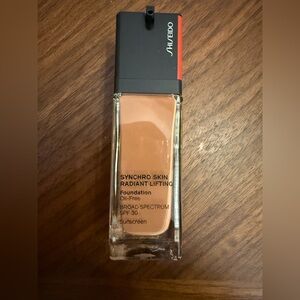 SHISEIDO
SYNCHRO SKIN
RADIANT LIFTING
Foundation
Oil-Free
BROAD SPECTRUM
SPF 30
Sunscreen